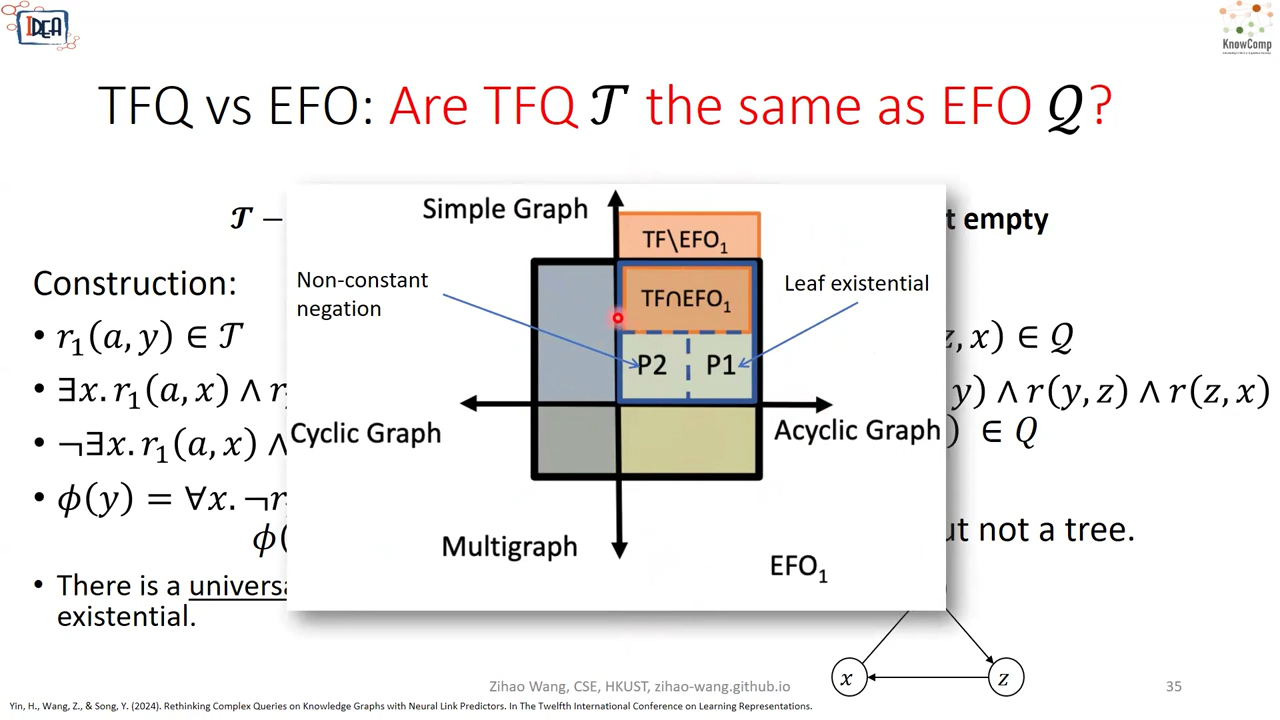 IDEA
KnowComp
TFQ vs EFO: Are TFQ 𝒯 the same as EFO 𝒬?
𝒯 −
t empty
Construction:
• r₁(a, y) ∈ 𝒯
• ∃x. r₁(a, x) ∧ r
• ¬∃x. r₁(a, x) ∧
• ϕ(y) = ∀x. ¬r
ϕ(
• There is a universa
existential.
Simple Graph
TF\EFO₁
Non-constant
negation
TF∩EFO₁
Leaf existential
P2
P1
Cyclic Graph
Acyclic Graph
Multigraph
EFO₁
z, x) ∈ Q
y) ∧ r(y, z) ∧ r(z, x)
) ∈ Q
ut not a tree.
x
z
Zihao Wang, CSE, HKUST, zihao-wang.github.io
35
Yin, H., Wang, Z., & Song, Y. (2024). Rethinking Complex Queries on Knowledge Graphs with Neural Link Predictors. In The Twelfth International Conference on Learning Representations.